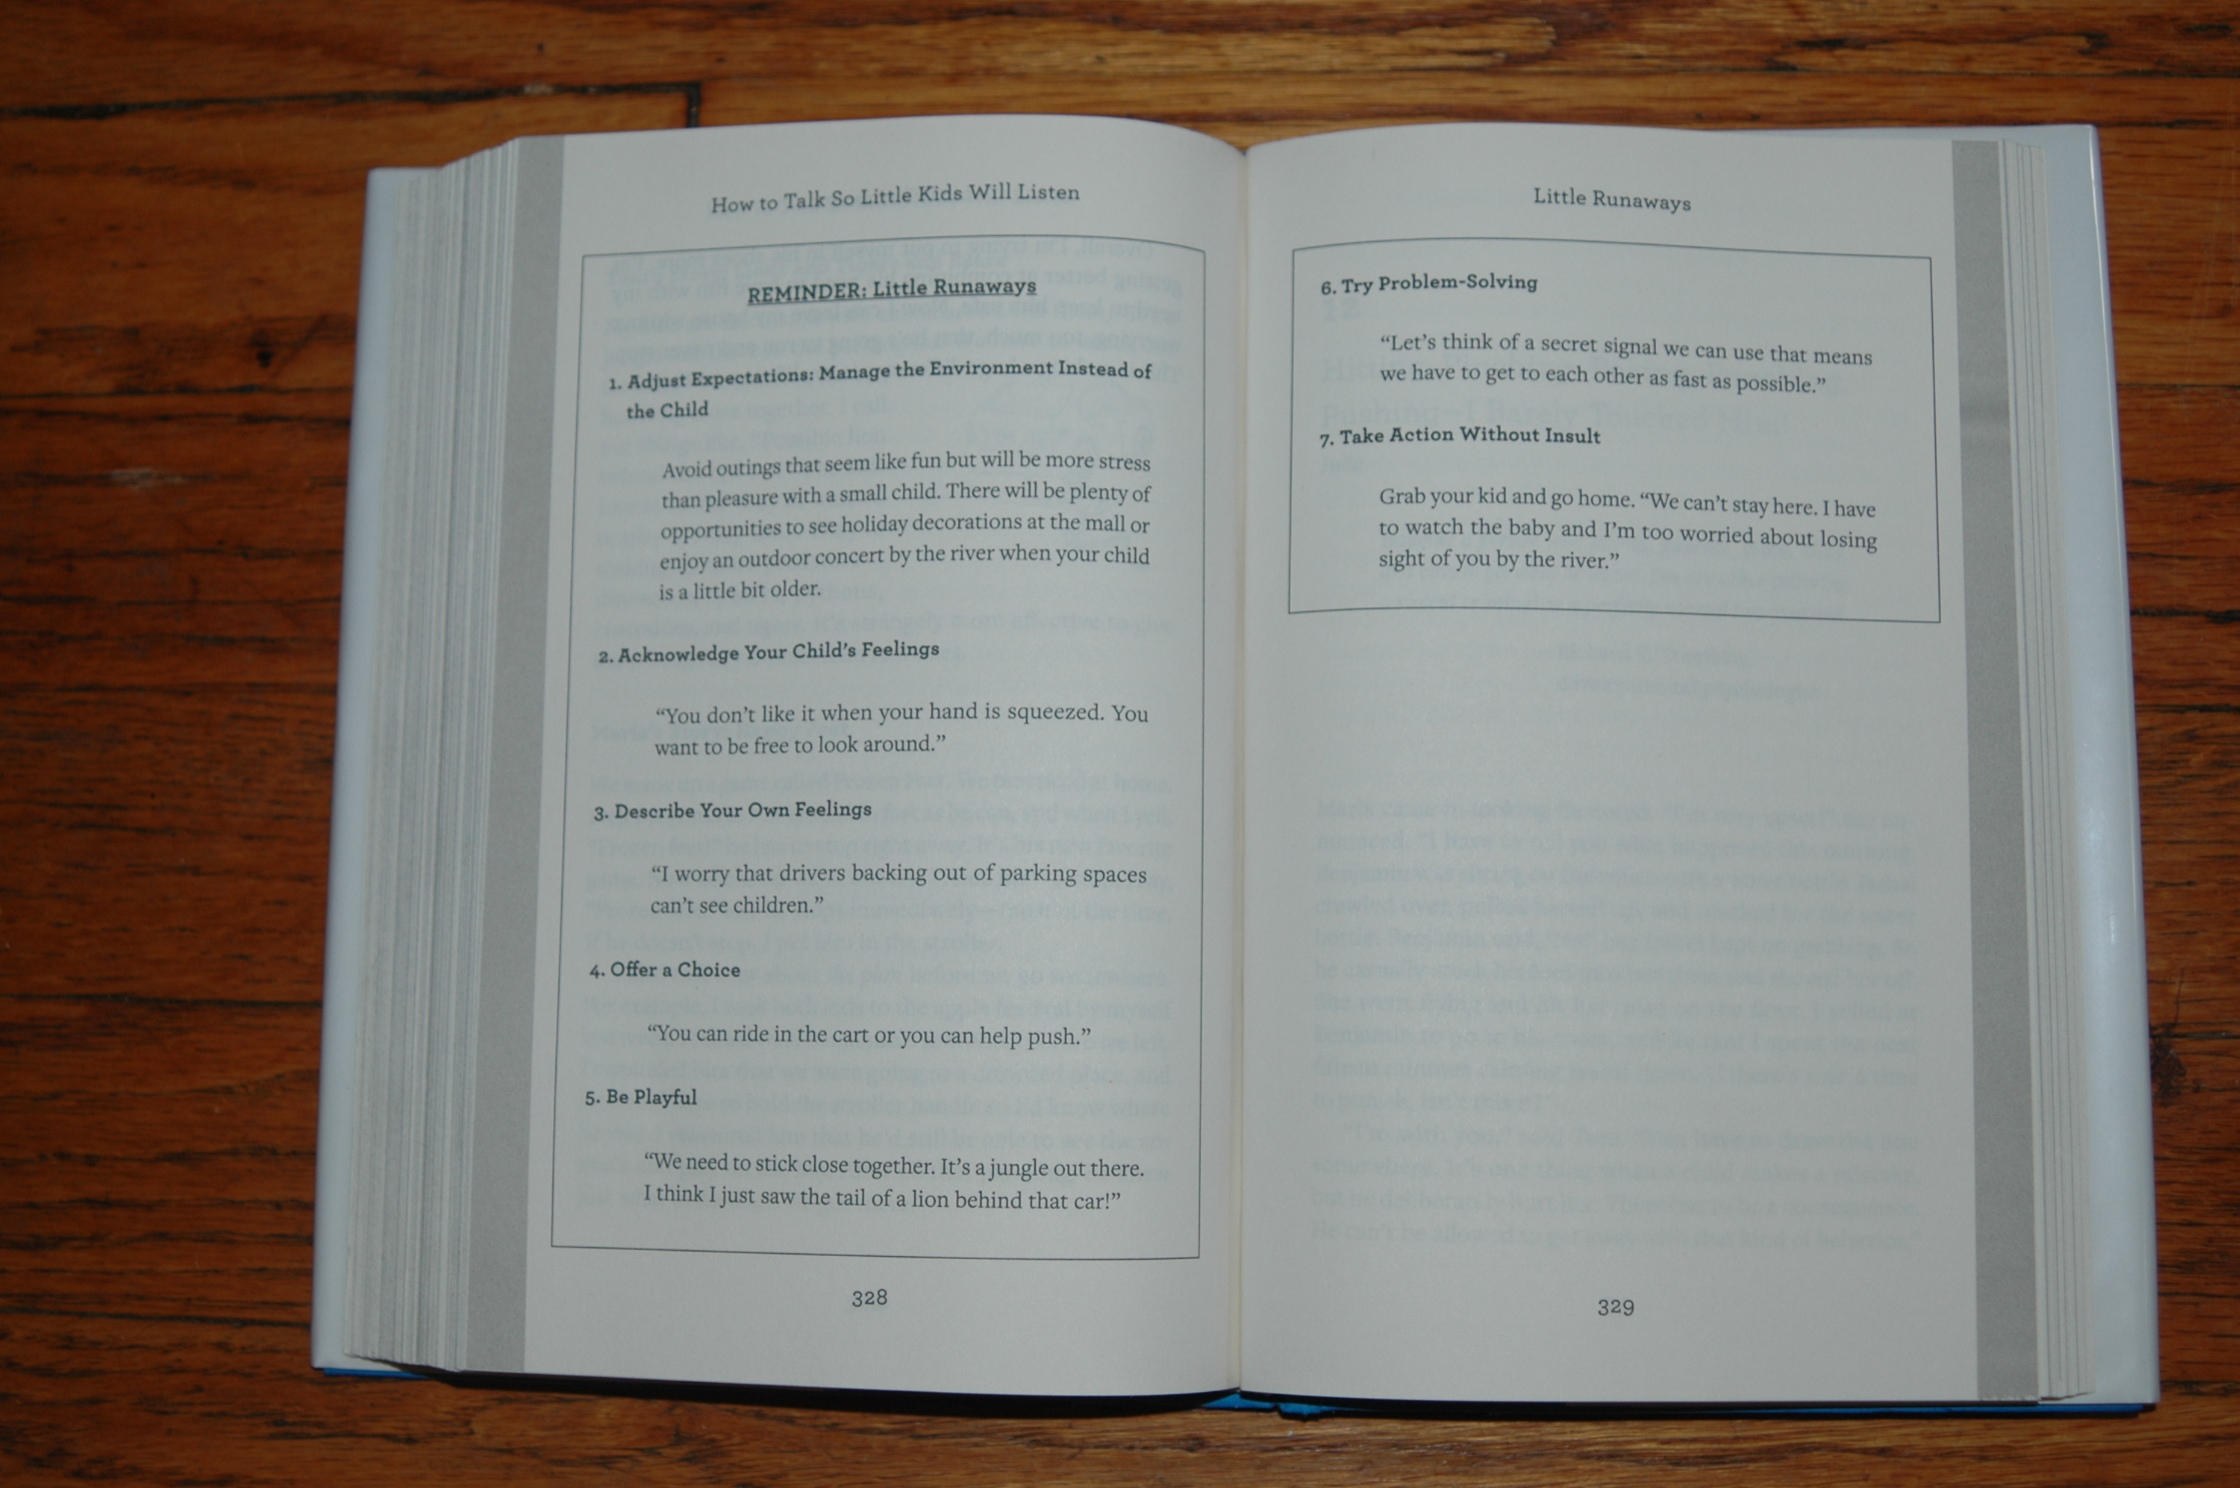 How to Talk So Little Kids Will Listen
REMINDER: Little Runaways
1. Adjust Expectations: Manage the Environment Instead of
the Child
Avoid outings that seem like fun but will be more stress
than pleasure with a small child. There will be plenty of
opportunities to see holiday decorations at the mall or
enjoy an outdoor concert by the river when your child
is a little bit older.
2. Acknowledge Your Child’s Feelings
“You don’t like it when your hand is squeezed. You
want to be free to look around.”
3. Describe Your Own Feelings
“I worry that drivers backing out of parking spaces
can’t see children.”
4. Offer a Choice
“You can ride in the cart or you can help push.”
5. Be Playful
“We need to stick close together. It’s a jungle out there.
I think I just saw the tail of a lion behind that car!”
328
Little Runaways
6. Try Problem-Solving
“Let’s think of a secret signal we can use that means
we have to get to each other as fast as possible.”
7. Take Action Without Insult
Grab your kid and go home. “We can’t stay here. I have
to watch the baby and I’m too worried about losing
sight of you by the river.”
329